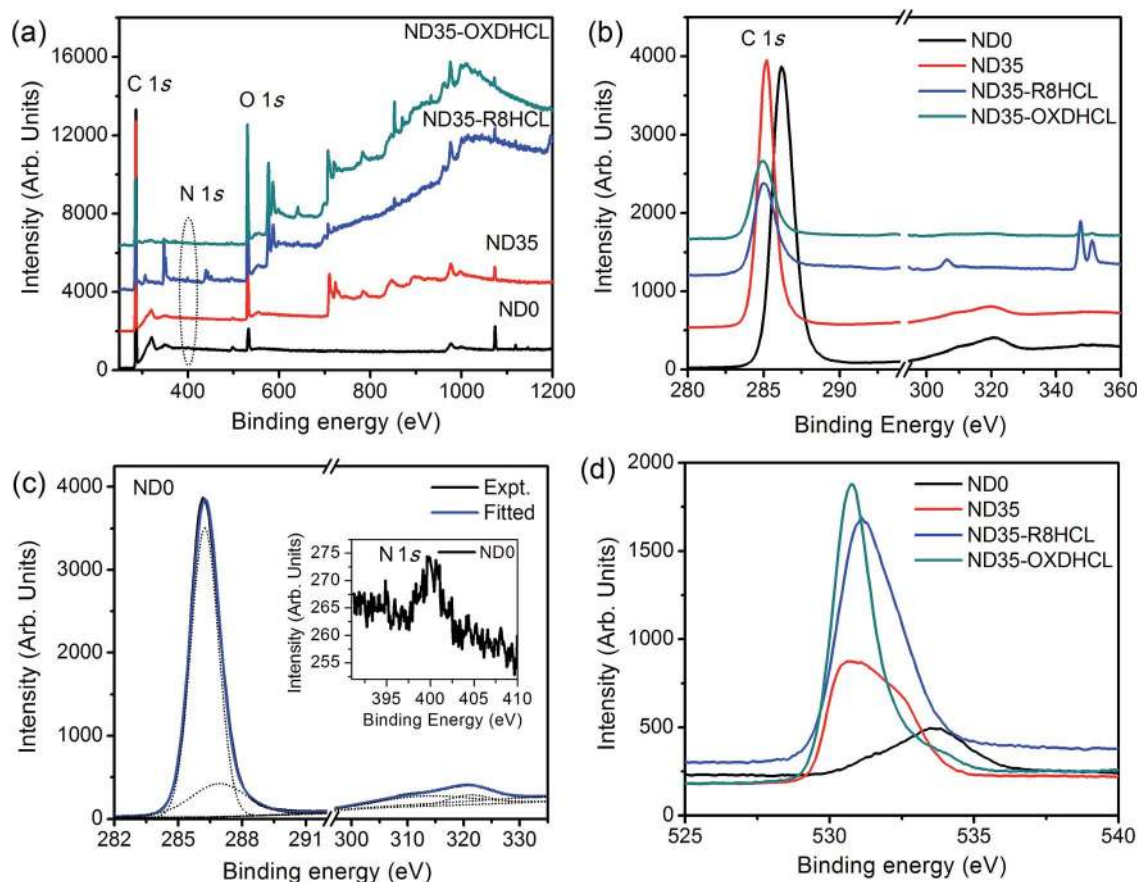 (a)
ND35-OXDHCL
ND35-R8HCL
ND35
ND0
C 1s
N 1s
O 1s
16000
12000
8000
4000
0
400 600 800 1000 1200
Binding energy (eV)
Intensity (Arb. Units)
(b)
C 1s
ND0
ND35
ND35-R8HCL
ND35-OXDHCL
4000
3000
2000
1000
0
280 285 290 300 320 340 360
Binding Energy (eV)
Intensity (Arb. Units)
(c) ND0
Expt.
Fitted
4000
3000
2000
1000
0
282 285 288 291 300 310 320 330
Binding energy (eV)
Intensity (Arb. Units)
N 1s
ND0
275
270
265
260
255
395 400 405 410
Binding Energy (eV)
Intensity (Arb. Units)
(d)
ND0
ND35
ND35-R8HCL
ND35-OXDHCL
2000
1500
1000
500
0
525 530 535 540
Binding energy (eV)
Intensity (Arb. Units)